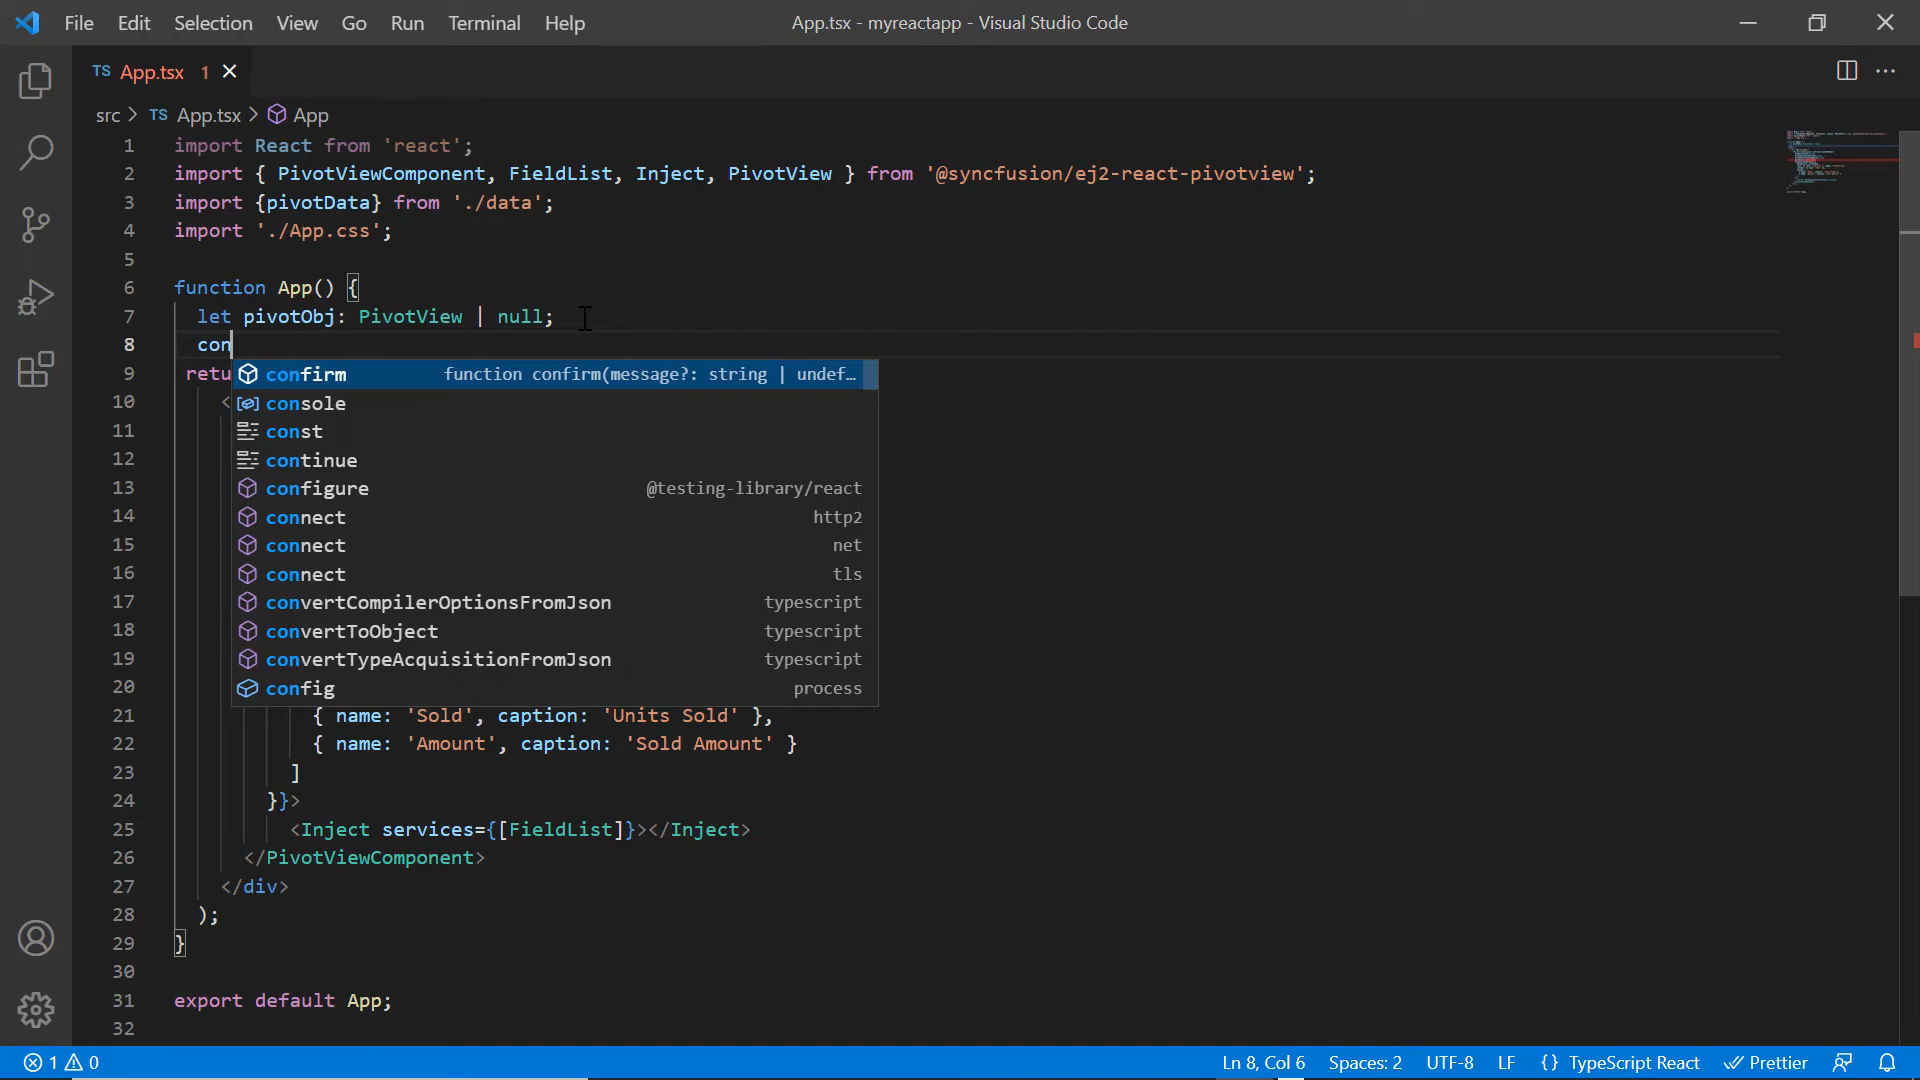 File Edit Selection View Go Run Terminal Help App.tsx - myreactapp - Visual Studio Code
TS App.tsx 1
src > TS App.tsx > App
1 import React from 'react';
2 import { PivotViewComponent, FieldList, Inject, PivotView } from '@syncfusion/ej2-react-pivotview';
3 import {pivotData} from './data';
4 import './App.css';
5
6 function App() {
7 let pivotObj: PivotView | null;
8 con
9 retu confirm function confirm(message?: string | undef…
10 < console
11 const
12 continue
13 configure @testing-library/react
14 connect http2
15 connect net
16 connect tls
17 convertCompilerOptionsFromJson typescript
18 convertToObject typescript
19 convertTypeAcquisitionFromJson typescript
20 config process
21 { name: 'Sold', caption: 'Units Sold' },
22 { name: 'Amount', caption: 'Sold Amount' }
23 ]
24 }}>
25 <Inject services={[FieldList]}></Inject>
26 </PivotViewComponent>
27 </div>
28 );
29 }
30
31 export default App;
32
1 0 Ln 8, Col 6 Spaces: 2 UTF-8 LF {} TypeScript React Prettier